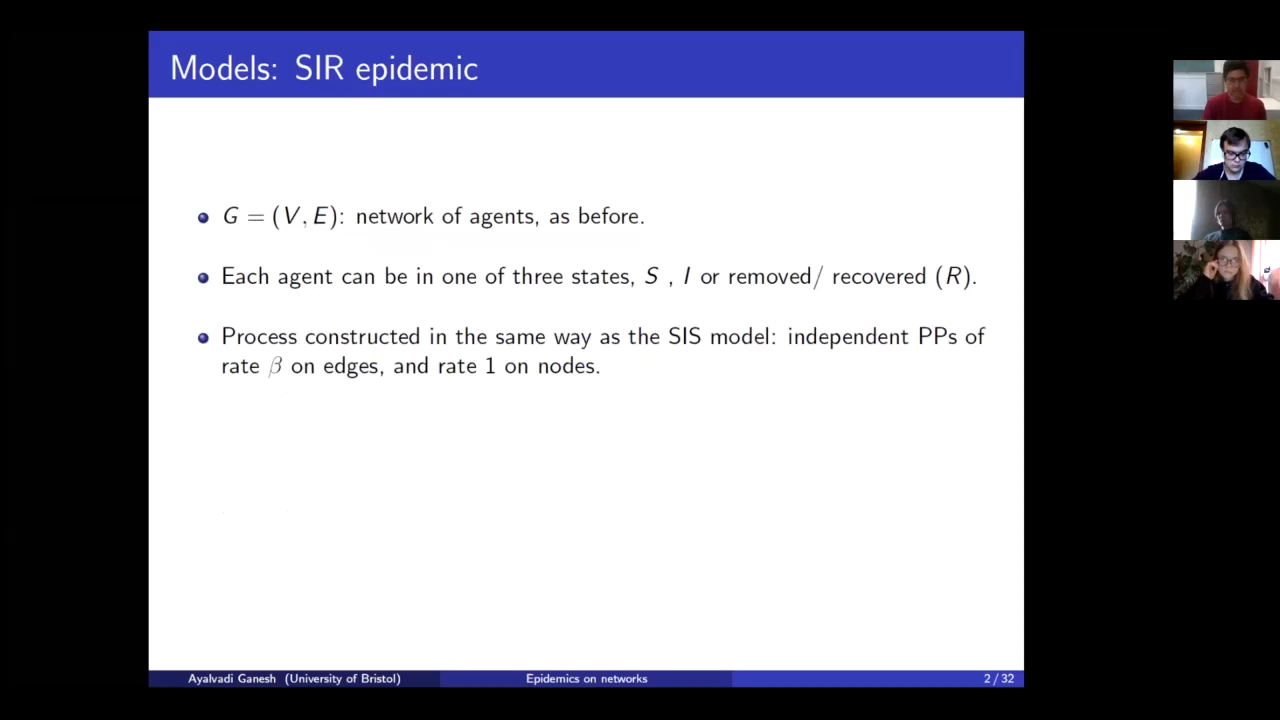 Models: SIR epidemic
G = (V, E): network of agents, as before.
Each agent can be in one of three states, S , I or removed/ recovered (R).
Process constructed in the same way as the SIS model: independent PPs of
rate β on edges, and rate 1 on nodes.
Ayalvadi Ganesh (University of Bristol)
Epidemics on networks
2 / 32